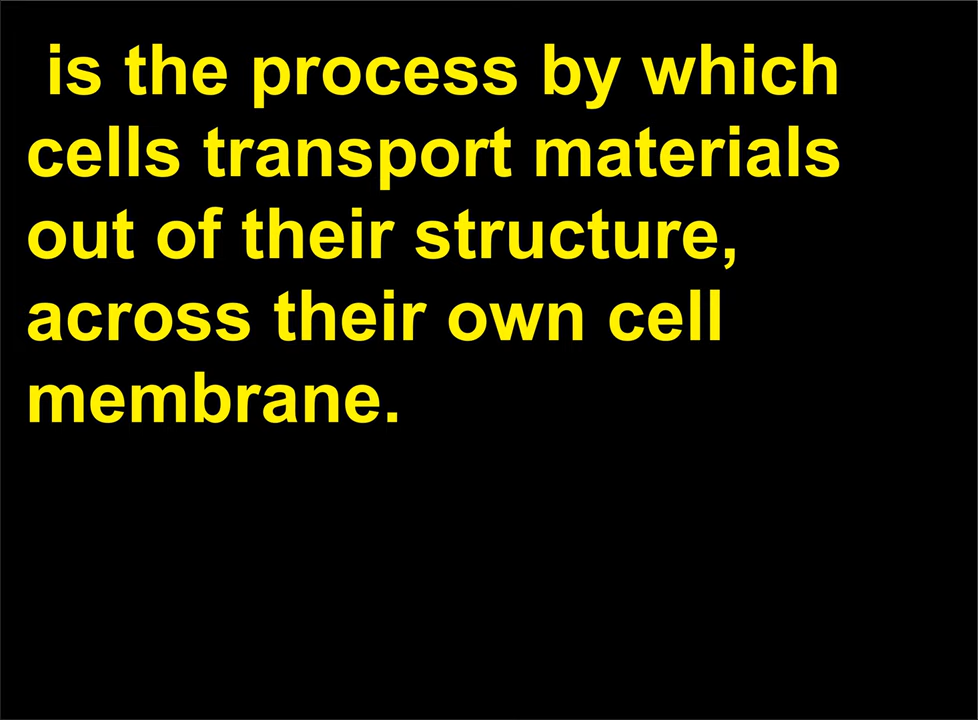 is the process by which
cells transport materials
out of their structure,
across their own cell
membrane.